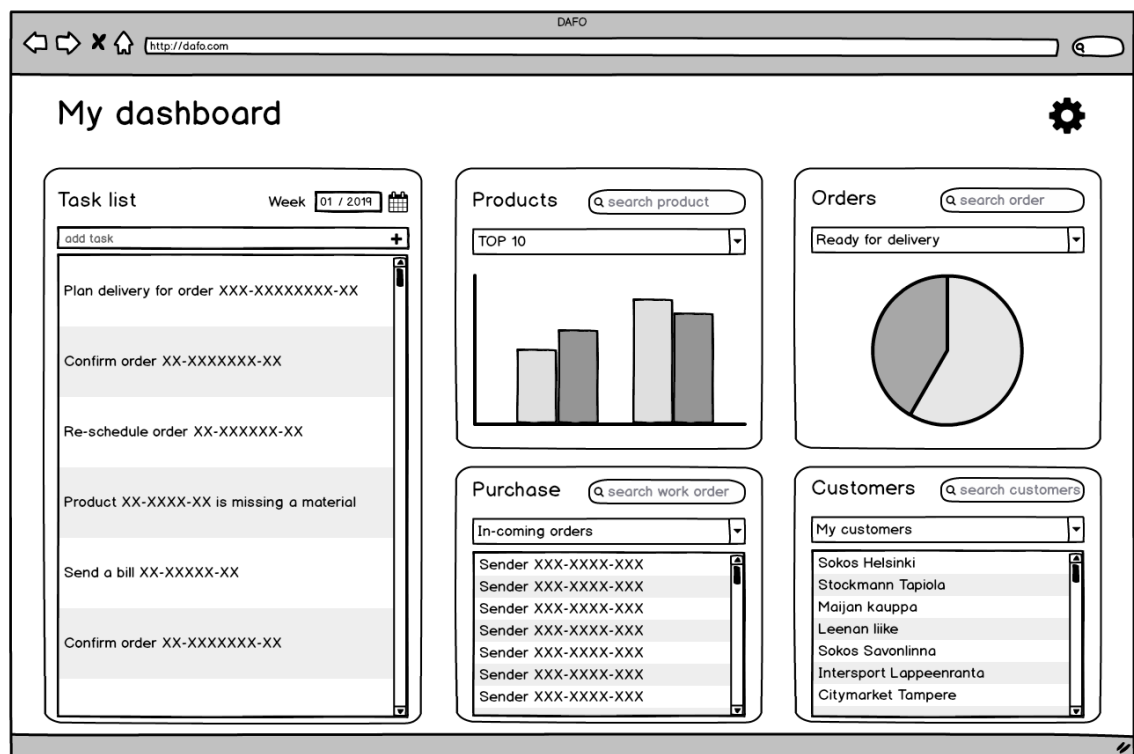 DAFO
http://dafo.com
My dashboard
Task list
Week 01 / 2019
add task
Plan delivery for order XXX-XXXXXXXX-XX
Confirm order XX-XXXXXXX-XX
Re-schedule order XX-XXXXXX-XX
Product XX-XXXX-XX is missing a material
Send a bill XX-XXXXX-XX
Confirm order XX-XXXXXXX-XX
Products
search product
TOP 10
Orders
search order
Ready for delivery
Purchase
search work order
In-coming orders
Sender XXX-XXXX-XXX
Sender XXX-XXXX-XXX
Sender XXX-XXXX-XXX
Sender XXX-XXXX-XXX
Sender XXX-XXXX-XXX
Sender XXX-XXXX-XXX
Sender XXX-XXXX-XXX
Customers
search customers
My customers
Sokos Helsinki
Stockmann Tapiola
Maijan kauppa
Leenan liike
Sokos Savonlinna
Intersport Lappeenranta
Citymarket Tampere